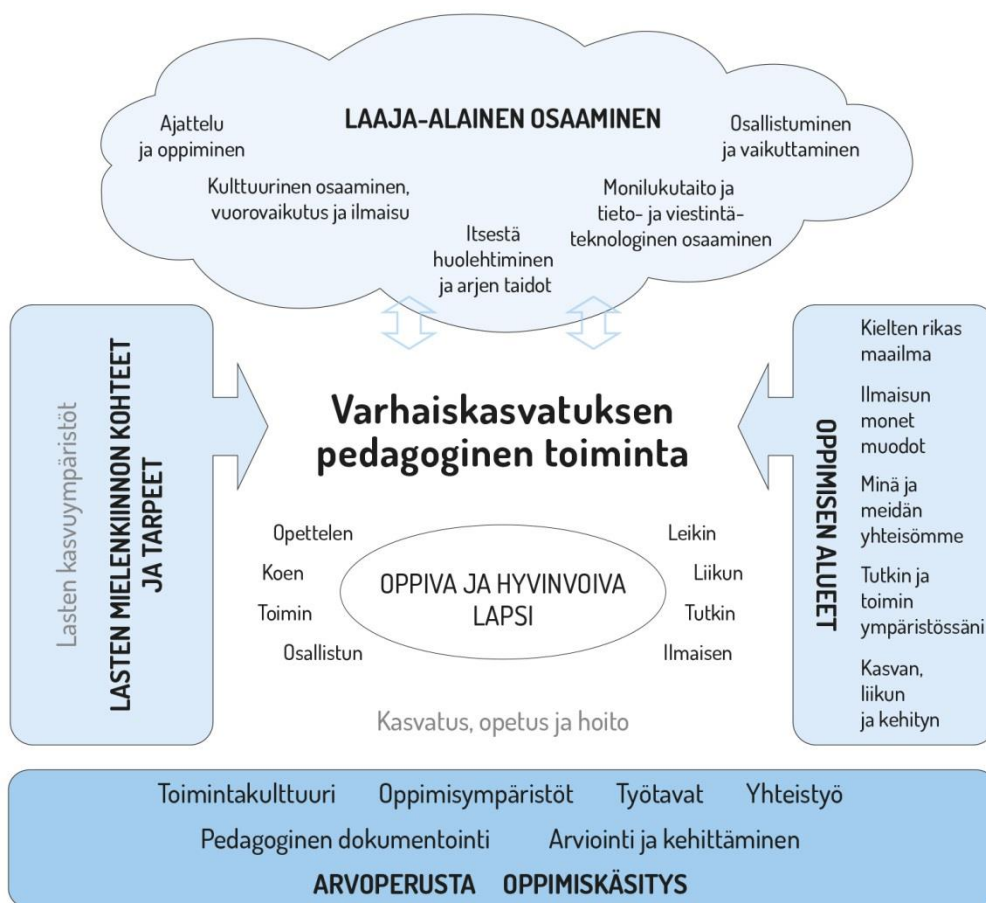 LAAJA-ALAINEN OSAAMINEN
Ajattelu
ja oppiminen
Kulttuurinen osaaminen,
vuorovaikutus ja ilmaisu
Itsestä
huolehtiminen
ja arjen taidot
Monilukutaito ja
tieto- ja viestintä-
teknologinen osaaminen
Osallistuminen
ja vaikuttaminen
Lasten kasvuympäristöt
LASTEN MIELENKIINNON KOHTEET
JA TARPEET
Varhaiskasvatuksen
pedagoginen toiminta
Opettelen
Koen
Toimin
Osallistun
OPPIVA JA HYVINVOIVA
LAPSI
Leikin
Liikun
Tutkin
Ilmaisen
Kasvatus, opetus ja hoito
OPPIMISEN ALUEET
Kielten rikas
maailma
Ilmaisun
monet
muodot
Minä ja
meidän
yhteisömme
Tutkin ja
toimin
ympäristössäni
Kasvan,
liikun
ja kehityn
Toimintakulttuuri Oppimisympäristöt Työtavat Yhteistyö
Pedagoginen dokumentointi Arviointi ja kehittäminen
ARVOPERUSTA OPPIMISKÄSITYS